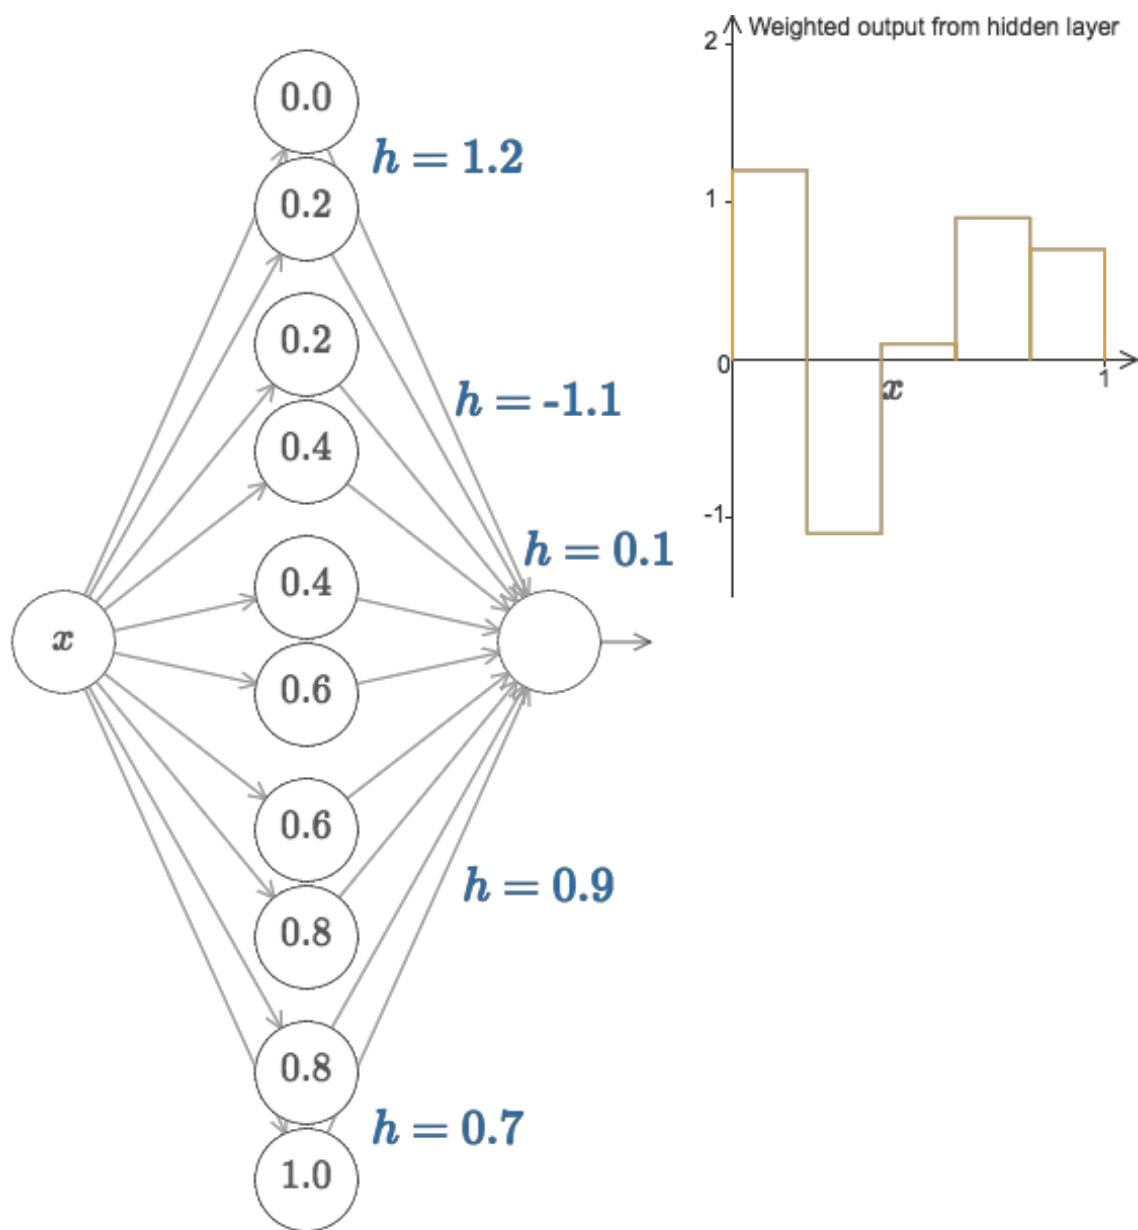 0.0
h = 1.2
0.2
0.2
h = -1.1
0.4
h = 0.1
0.4
x
0.6
0.6
h = 0.9
0.8
0.8
h = 0.7
1.0
Weighted output from hidden layer
2
1
0
x
1
-1